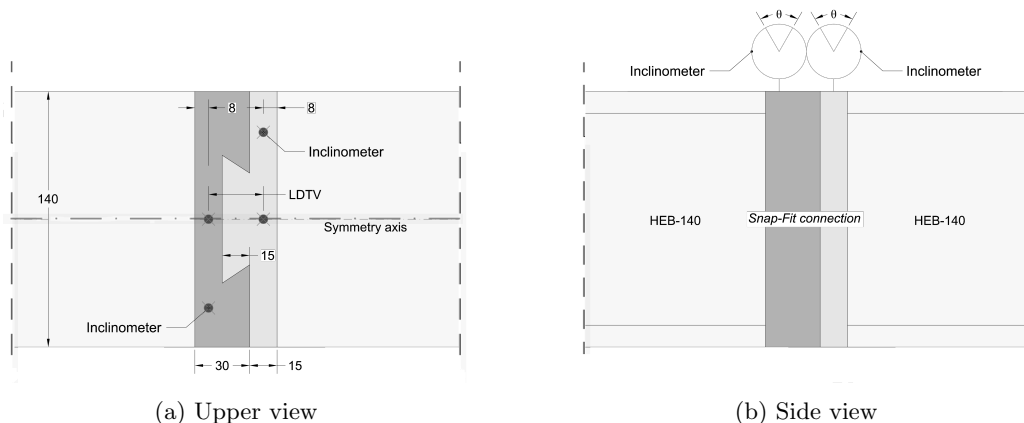 θ θ
Inclinometer Inclinometer
8 8
Inclinometer
140
LDTV
Symmetry axis
15
Inclinometer
30 15
HEB-140 Snap-Fit connection HEB-140
(a) Upper view
(b) Side view